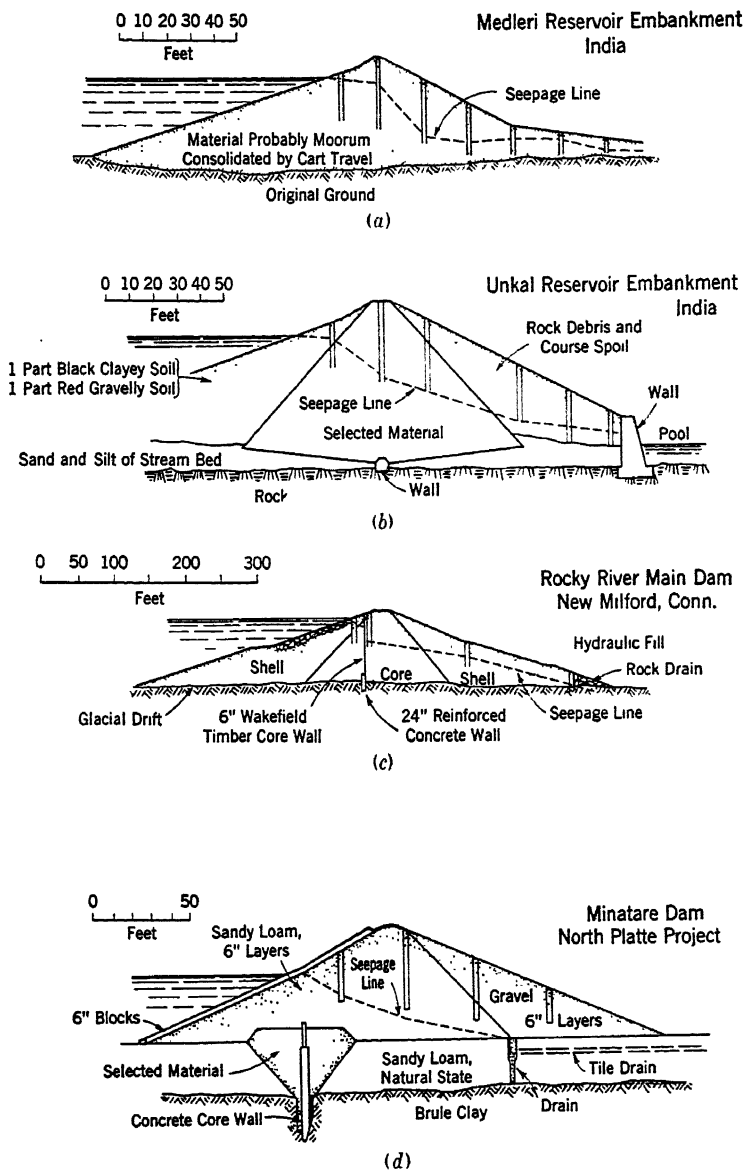 0 10 20 30 40 50
Feet
Medleri Reservoir Embankment
India
Seepage Line
Material Probably Moorum
Consolidated by Cart Travel
Original Ground
(a)
0 10 20 30 40 50
Feet
Unkal Reservoir Embankment
India
Rock Debris and
Course Spoil
1 Part Black Clayey Soil
1 Part Red Gravelly Soil
Wall
Seepage Line
Selected Material
Pool
Sand and Silt of Stream Bed
Wall
Rock
(b)
0 50 100 150 200 300
Feet
Rocky River Main Dam
New Milford, Conn.
Hydraulic Fill
Rock Drain
Shell
Core
Shell
Glacial Drift
6" Wakefield
Timber Core Wall
24" Reinforced
Concrete Wall
Seepage Line
(c)
0 50
Feet
Minatare Dam
North Platte Project
Sandy Loam,
6" Layers
Seepage
Line
Gravel
6" Layers
6" Blocks
Selected Material
Sandy Loam,
Natural State
Tile Drain
Drain
Concrete Core Wall
Brule Clay
(d)